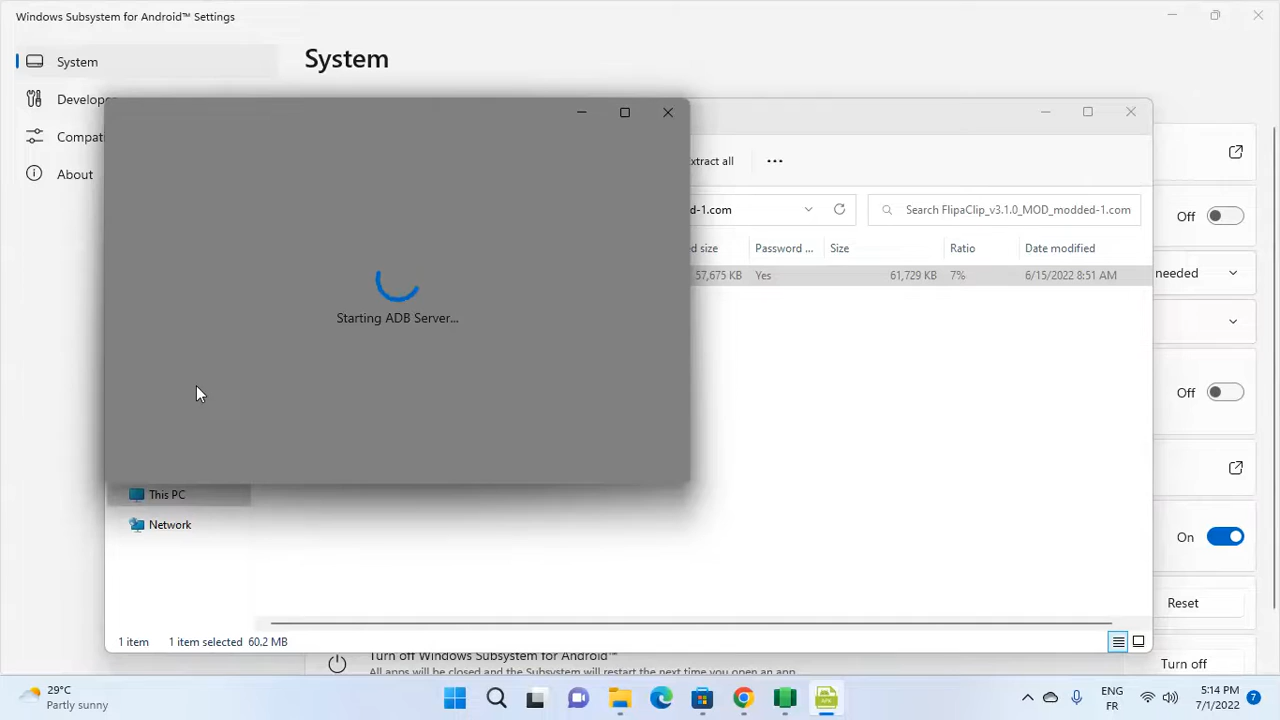 Windows Subsystem for Android™ Settings
System
System
Develope
Compati
About
Starting ADB Server...
xtract all
d-1.com
Search FlipaClip_v3.1.0_MOD_modded-1.com
d size
Password ...
Size
Ratio
Date modified
57,675 KB
Yes
61,729 KB
7%
6/15/2022 8:51 AM
Off
needed
Off
On
Reset
Turn off
This PC
Network
1 item
1 item selected 60.2 MB
Turn off Windows Subsystem for Android™
All apps will be closed and the Subsystem will restart the next time you open an app
29°C
Partly sunny
APK
ENG
FR
5:14 PM
7/1/2022
7